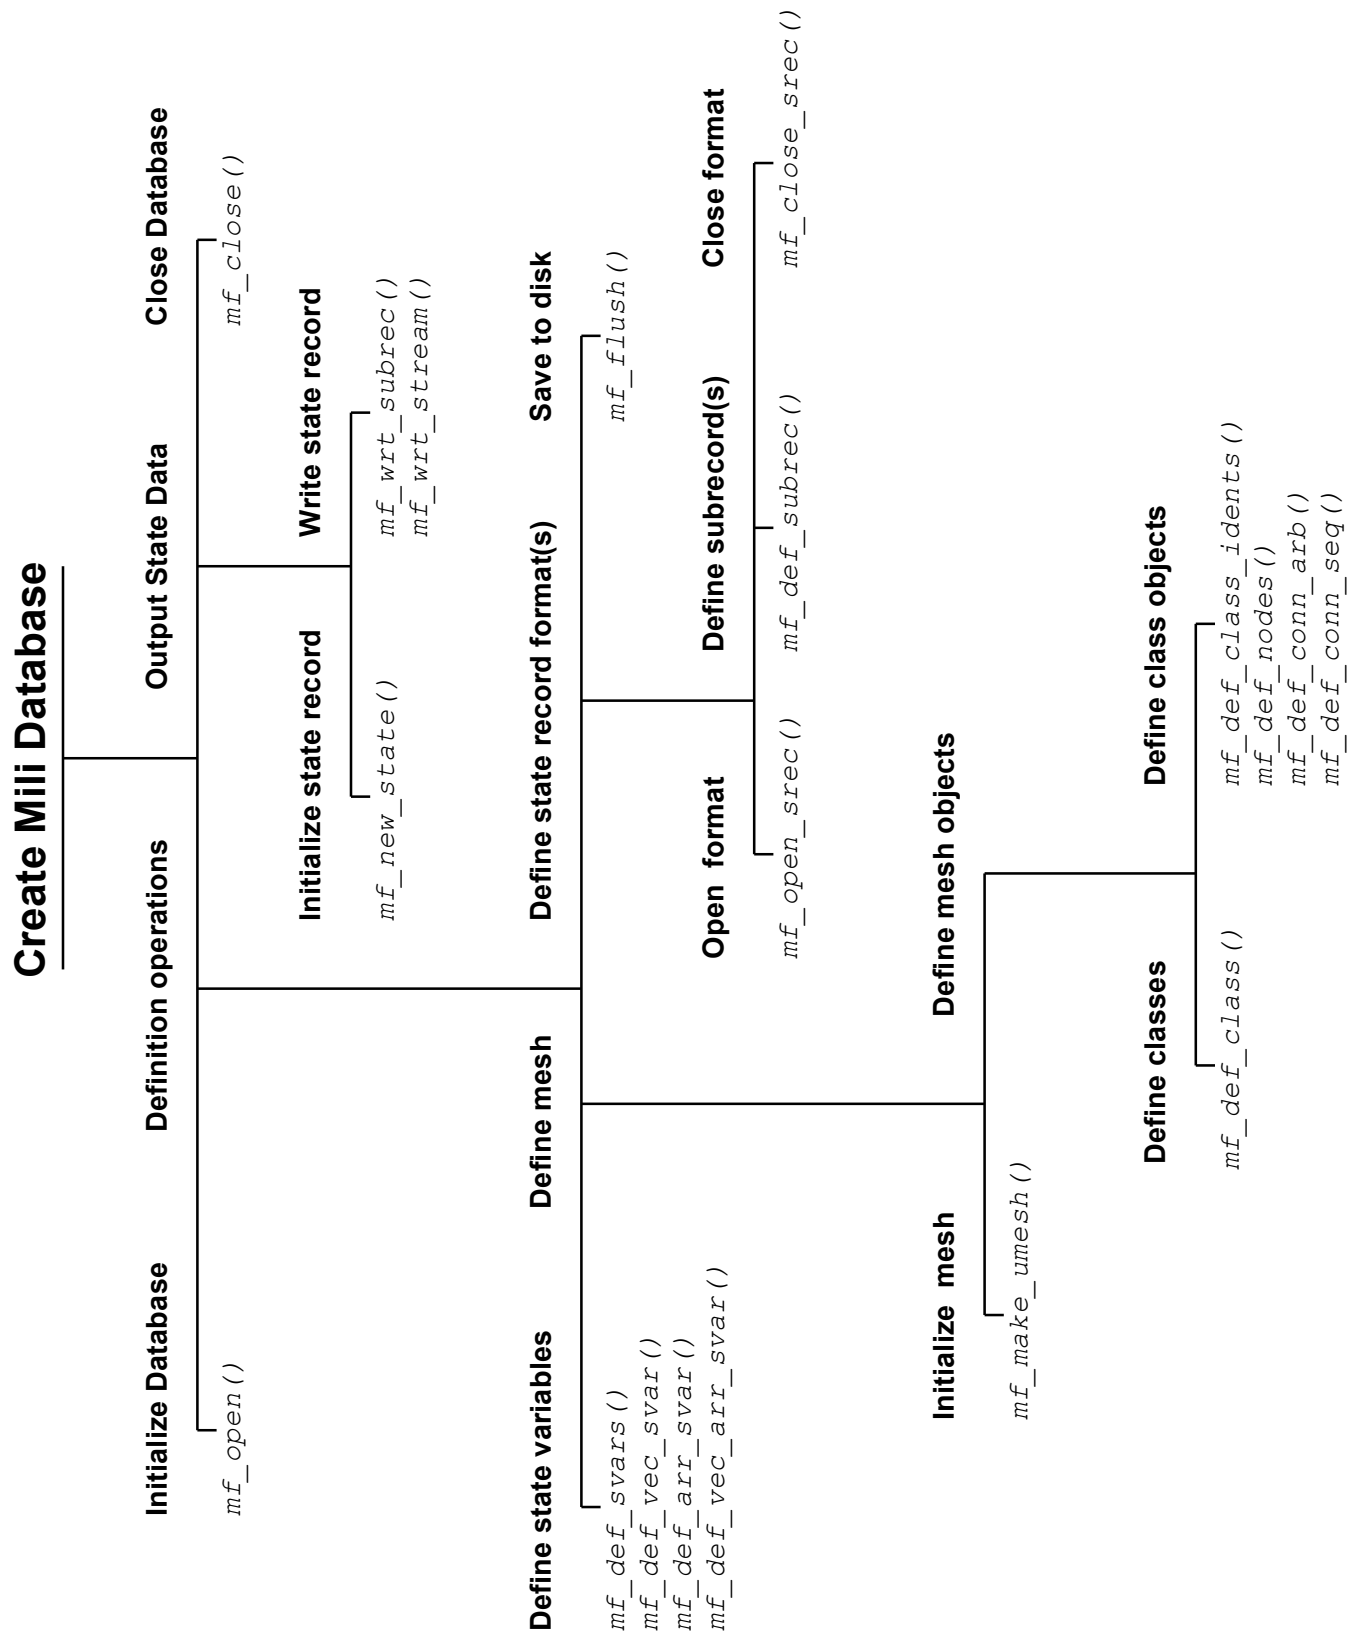 Create Mili Database
Initialize Database
Definition operations
Output State Data
Close Database
mf_open()
mf_close()
Initialize state record
Write state record
mf_new_state()
mf_wrt_subrec()
mf_wrt_stream()
Define state variables
Define mesh
Define state record format(s)
Save to disk
mf_def_svars()
mf_def_vec_svar()
mf_def_arr_svar()
mf_def_vec_arr_svar()
mf_flush()
Open format
Define subrecord(s)
Close format
mf_open_srec()
mf_def_subrec()
mf_close_srec()
Initialize mesh
Define mesh objects
mf_make_umesh()
Define classes
Define class objects
mf_def_class()
mf_def_class_idents()
mf_def_nodes()
mf_def_conn_arb()
mf_def_conn_seq()